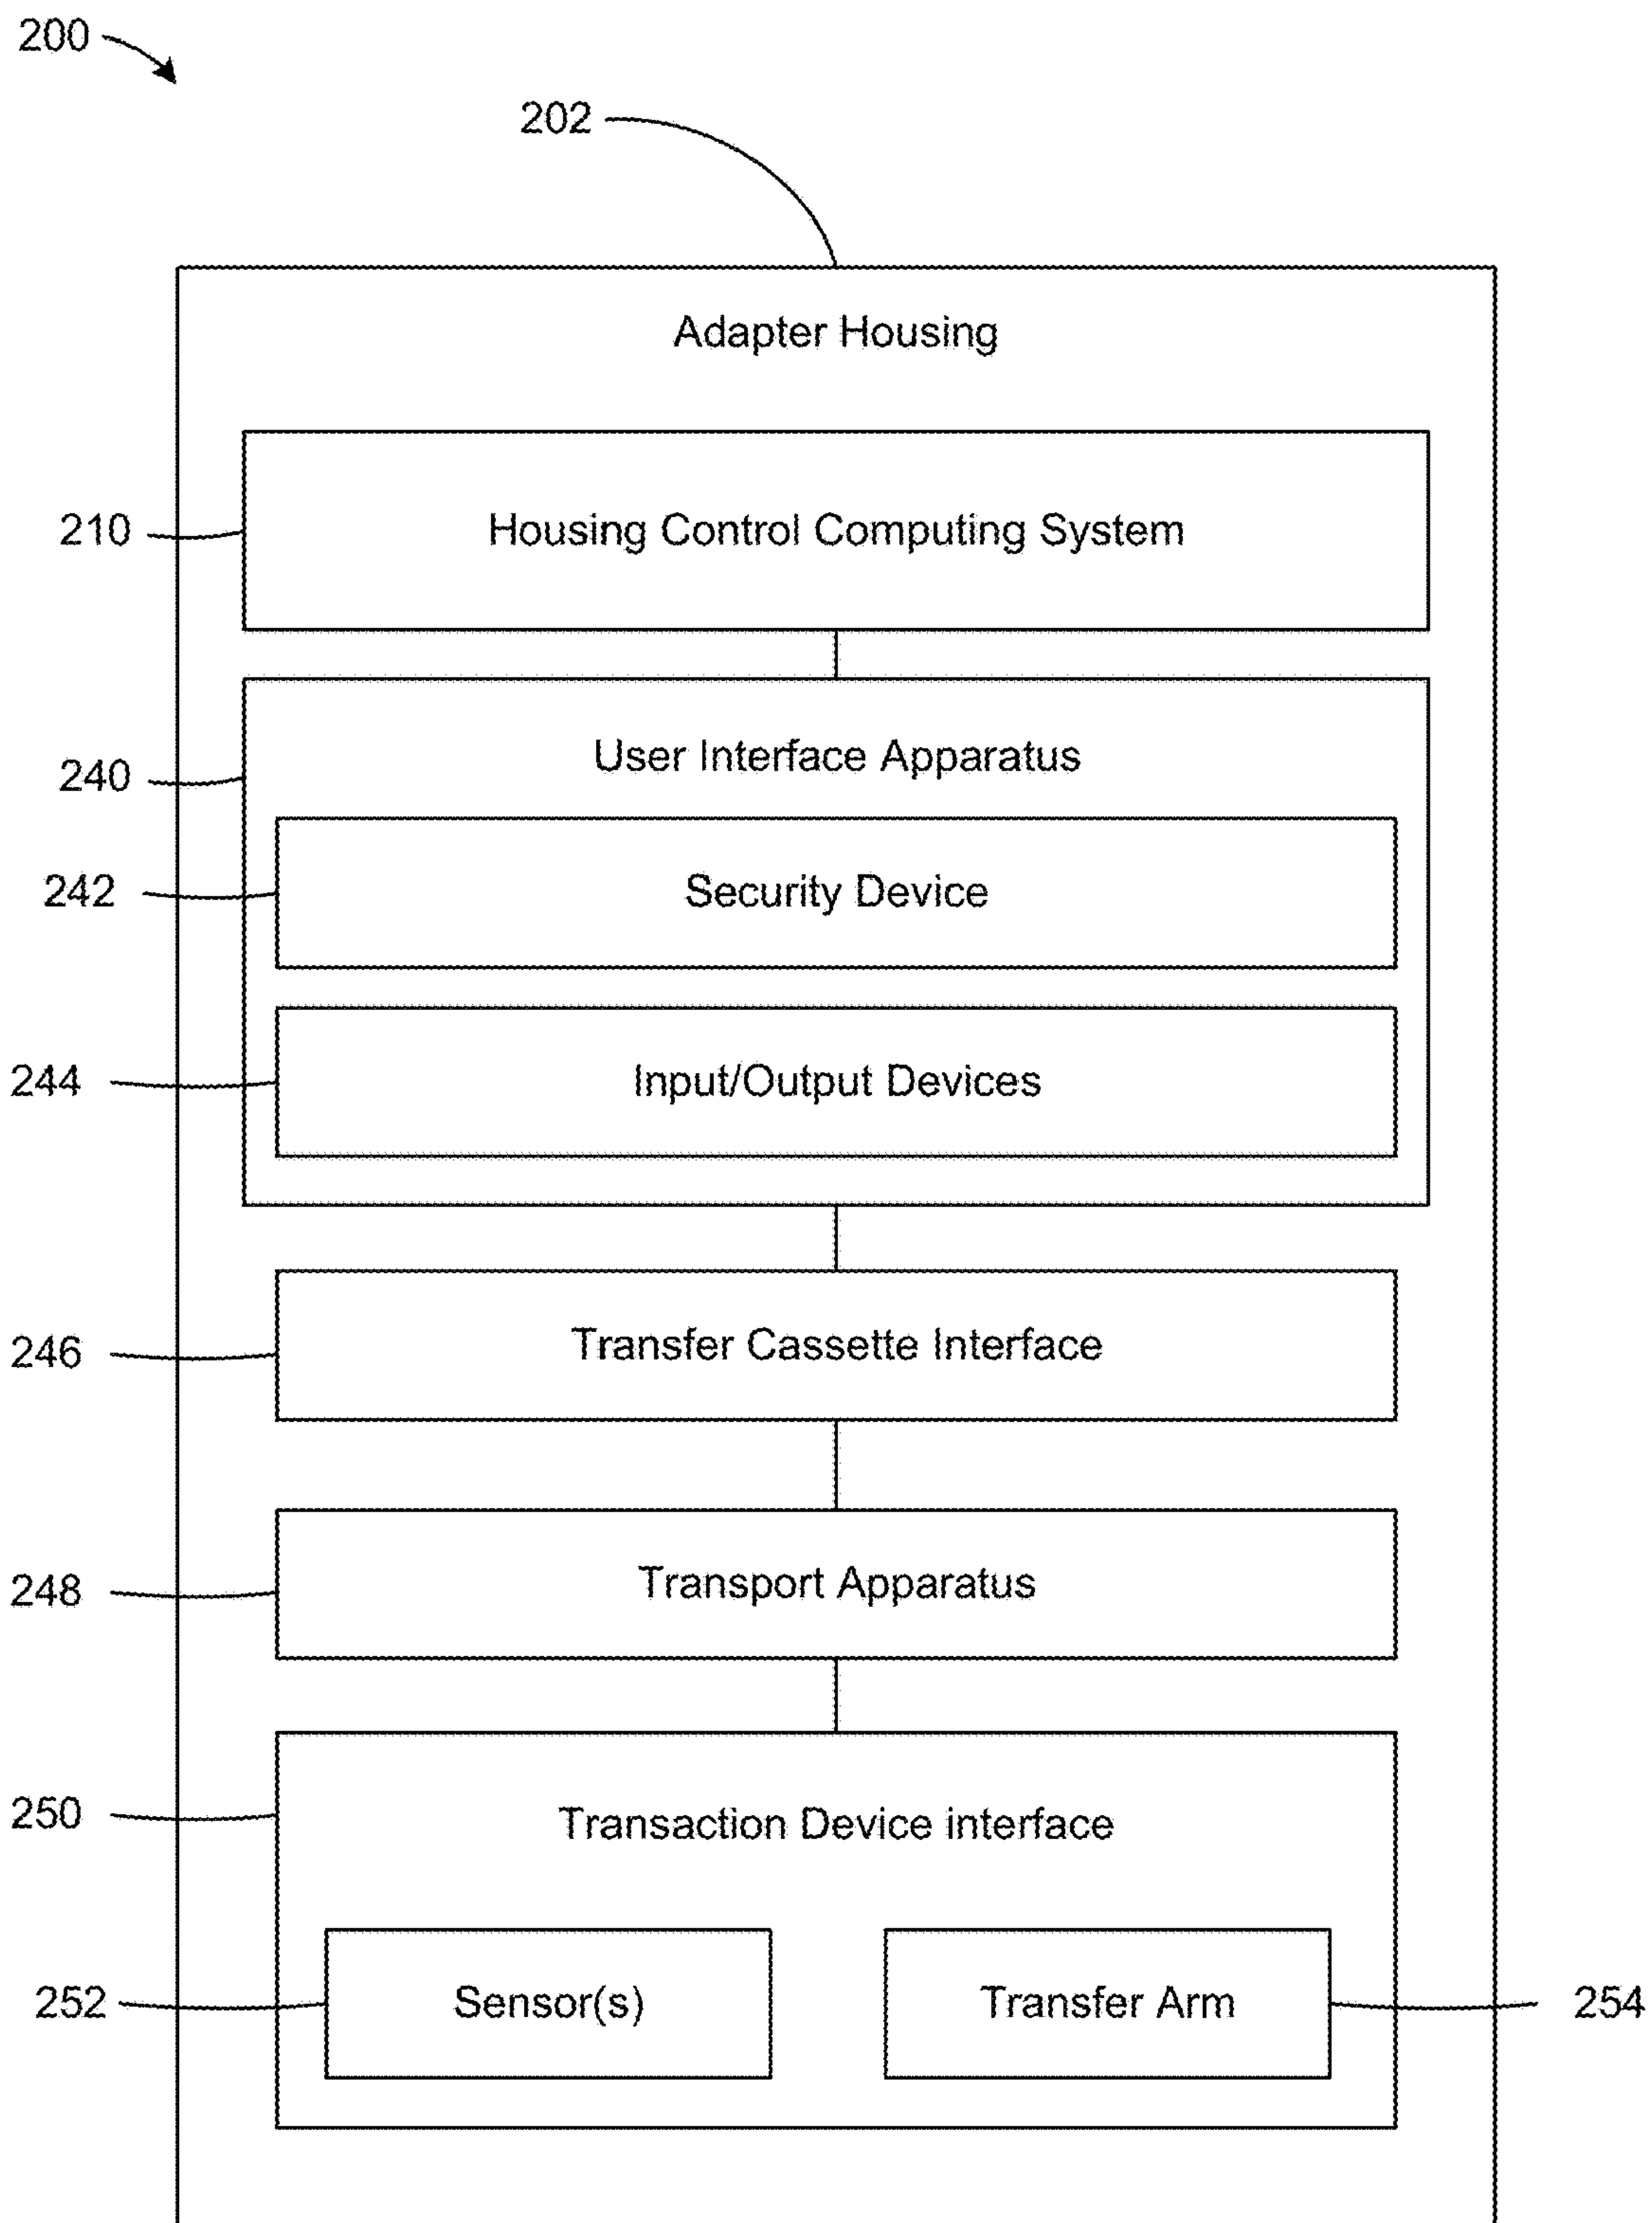 200
202
Adapter Housing
210
Housing Control Computing System
240
User Interface Apparatus
242
Security Device
244
Input/Output Devices
246
Transfer Cassette Interface
248
Transport Apparatus
250
Transaction Device interface
252
Sensor(s)
Transfer Arm
254